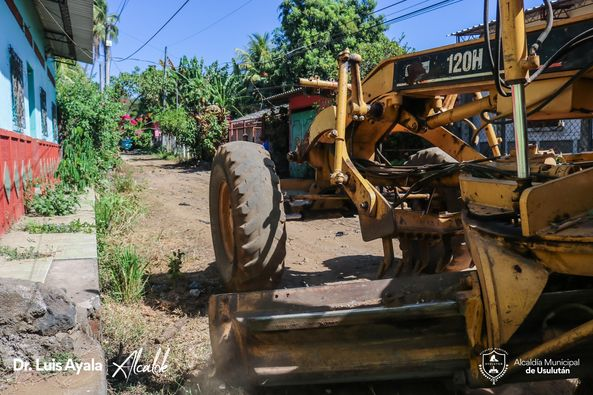 120H
Dr. Luis Ayala Alcalde
Alcaldía Municipal
de Usulután